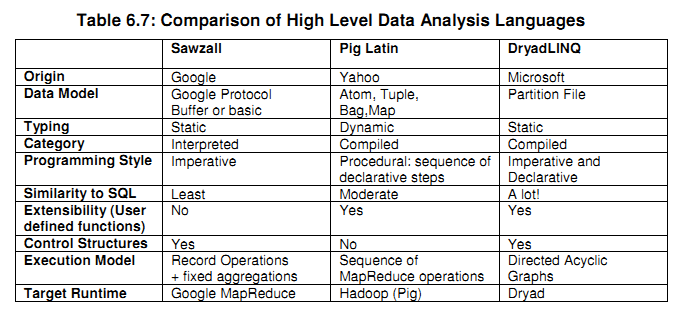 Table 6.7: Comparison of High Level Data Analysis Languages
Sawzall Pig Latin DryadLINQ
Origin Google Yahoo Microsoft
Data Model Google Protocol Buffer or basic Atom, Tuple, Bag,Map Partition File
Typing Static Dynamic Static
Category Interpreted Compiled Compiled
Programming Style Imperative Procedural: sequence of declarative steps Imperative and Declarative
Similarity to SQL Least Moderate A lot!
Extensibility (User defined functions) No Yes Yes
Control Structures Yes No Yes
Execution Model Record Operations + fixed aggregations Sequence of MapReduce operations Directed Acyclic Graphs
Target Runtime Google MapReduce Hadoop (Pig) Dryad